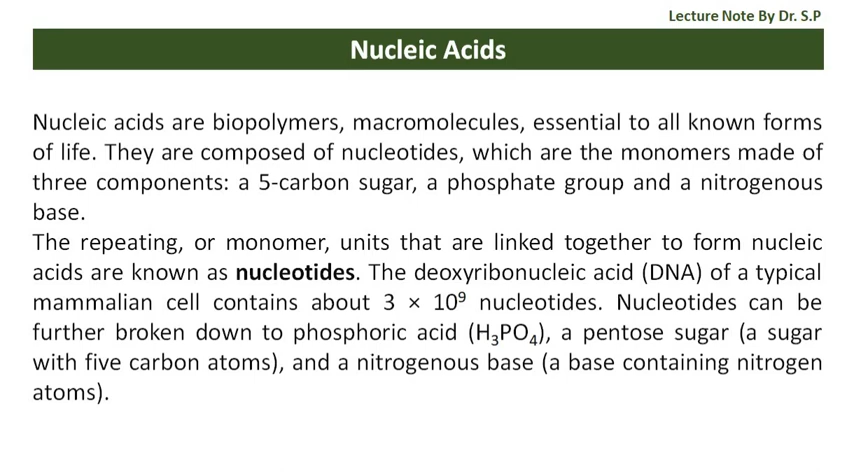 Lecture Note By Dr. S.P
Nucleic Acids
Nucleic acids are biopolymers, macromolecules, essential to all known forms
of life. They are composed of nucleotides, which are the monomers made of
three components: a 5-carbon sugar, a phosphate group and a nitrogenous
base.
The repeating, or monomer, units that are linked together to form nucleic
acids are known as nucleotides. The deoxyribonucleic acid (DNA) of a typical
mammalian cell contains about 3 × 10⁹ nucleotides. Nucleotides can be
further broken down to phosphoric acid (H₃PO₄), a pentose sugar (a sugar
with five carbon atoms), and a nitrogenous base (a base containing nitrogen
atoms).